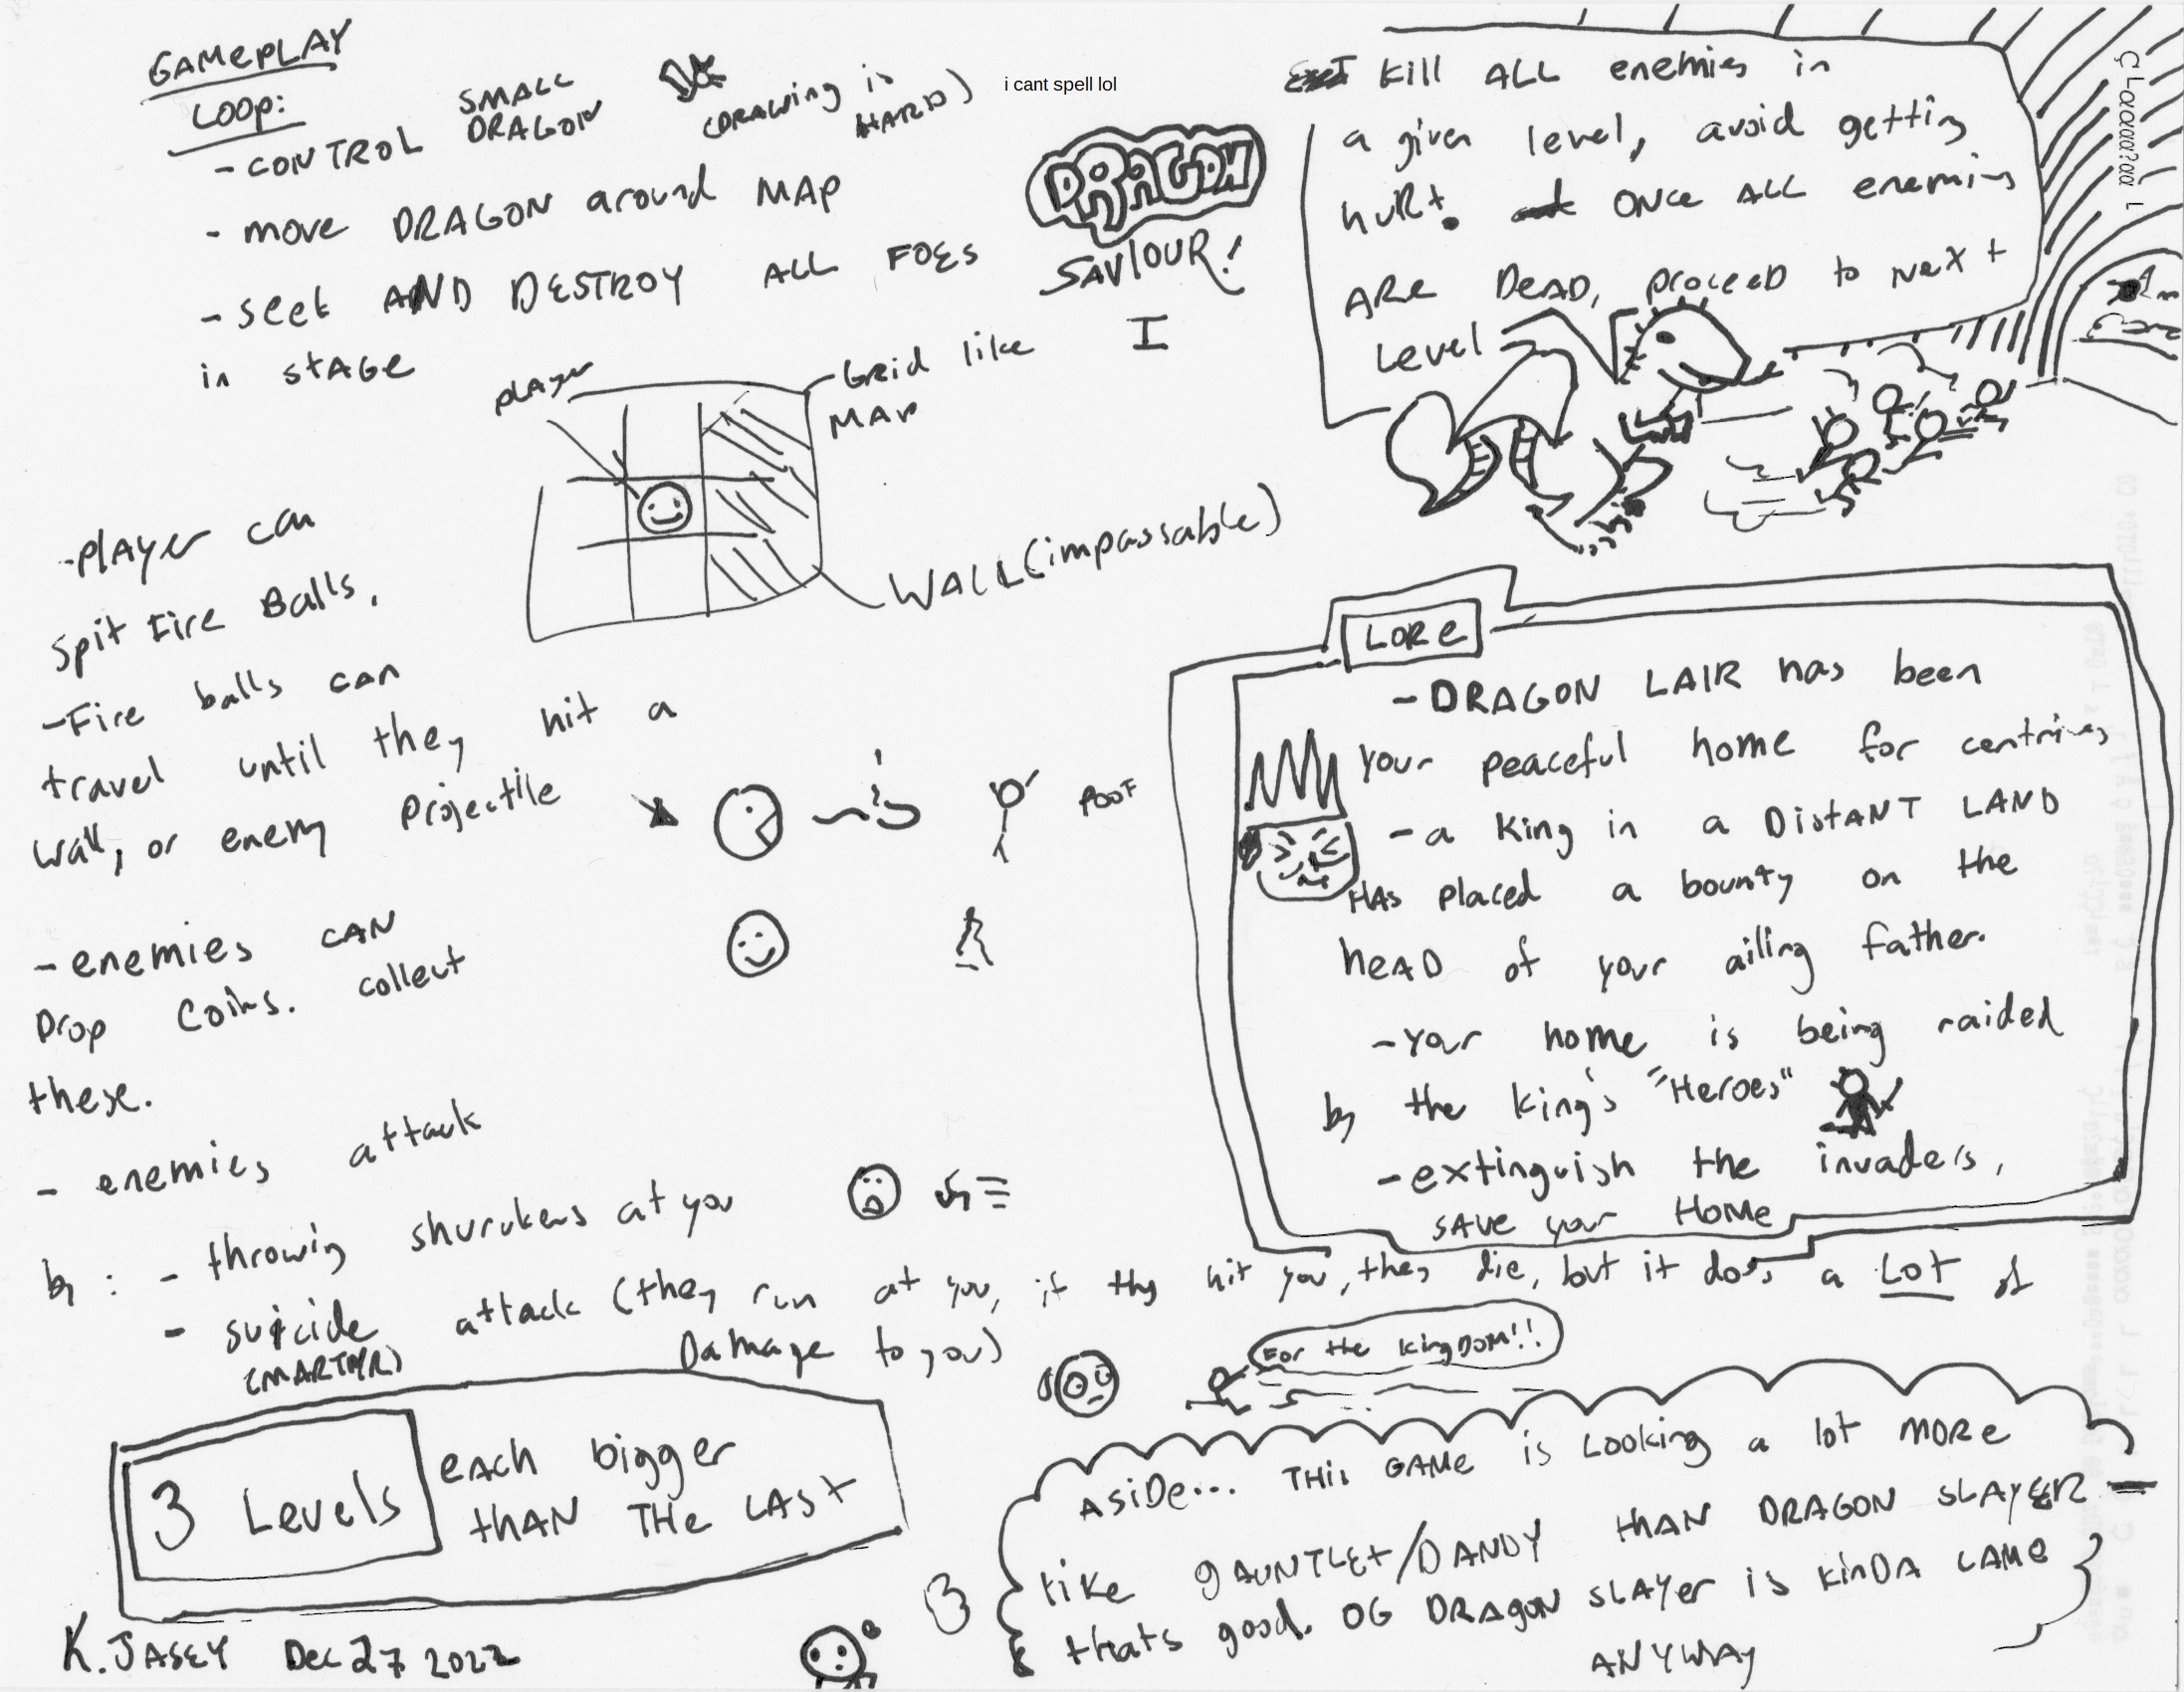 GAMEPLAY
LOOP:
- CONTROL SMALL DRAGON (DRAWING is HARD)
i cant spell lol
- move DRAGON around MAP
- seek AND DESTROY ALL FOES
in stAGE
DRAGON
SAVIOUR!
I
player
Grid like
MAP
WALL (impassable)
kill ALL enemies in
a given level, avoid getting
huRt. ONCe ALL enemies
ARe DeAD, proceeD to NeXt
Level
-PlAyer can
Spit Fire Balls.
-Fire balls can
travel until they hit a
wall, or enemy Projectile
POOF
- enemies CAN
Drop Coins. collect
these.
- enemies attack
by : - throwing shurukens at you
- suicide attack (they run at you, if they hit you, they die, but it does a LOT of
(MARTYR)
Damage to you)
For the KingDOM!!
LORe
- DRAGON LAIR has been
your peaceful home for centries
- a King in a DistANT LAND
HAs placed a bounty on the
heAD of your ailing father.
- your home is being raided
by the king's "Heroes"
- extinguish the invaders,
SAVe your HOMe
3 Levels
eAch bigger
thAN THe LASt
ASiDe... THis GAMe is Looking a lot MORe
like gAUNTLEt/DANDY thAN DRAGON SLAYER
thats good. OG DRAgoN SLAYer is KinDA LAMe
ANYWAY
K. JASEY Dec 27 2022